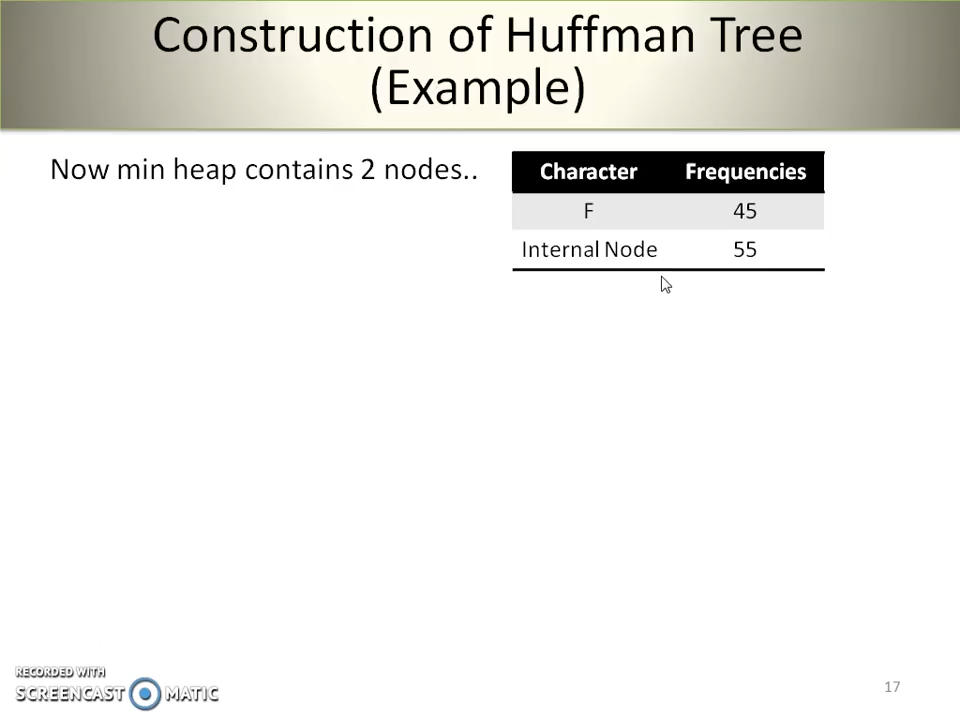 Construction of Huffman Tree
(Example)
Now min heap contains 2 nodes..
Character Frequencies
F 45
Internal Node 55
RECORDED WITH
SCREENCAST MATIC
17